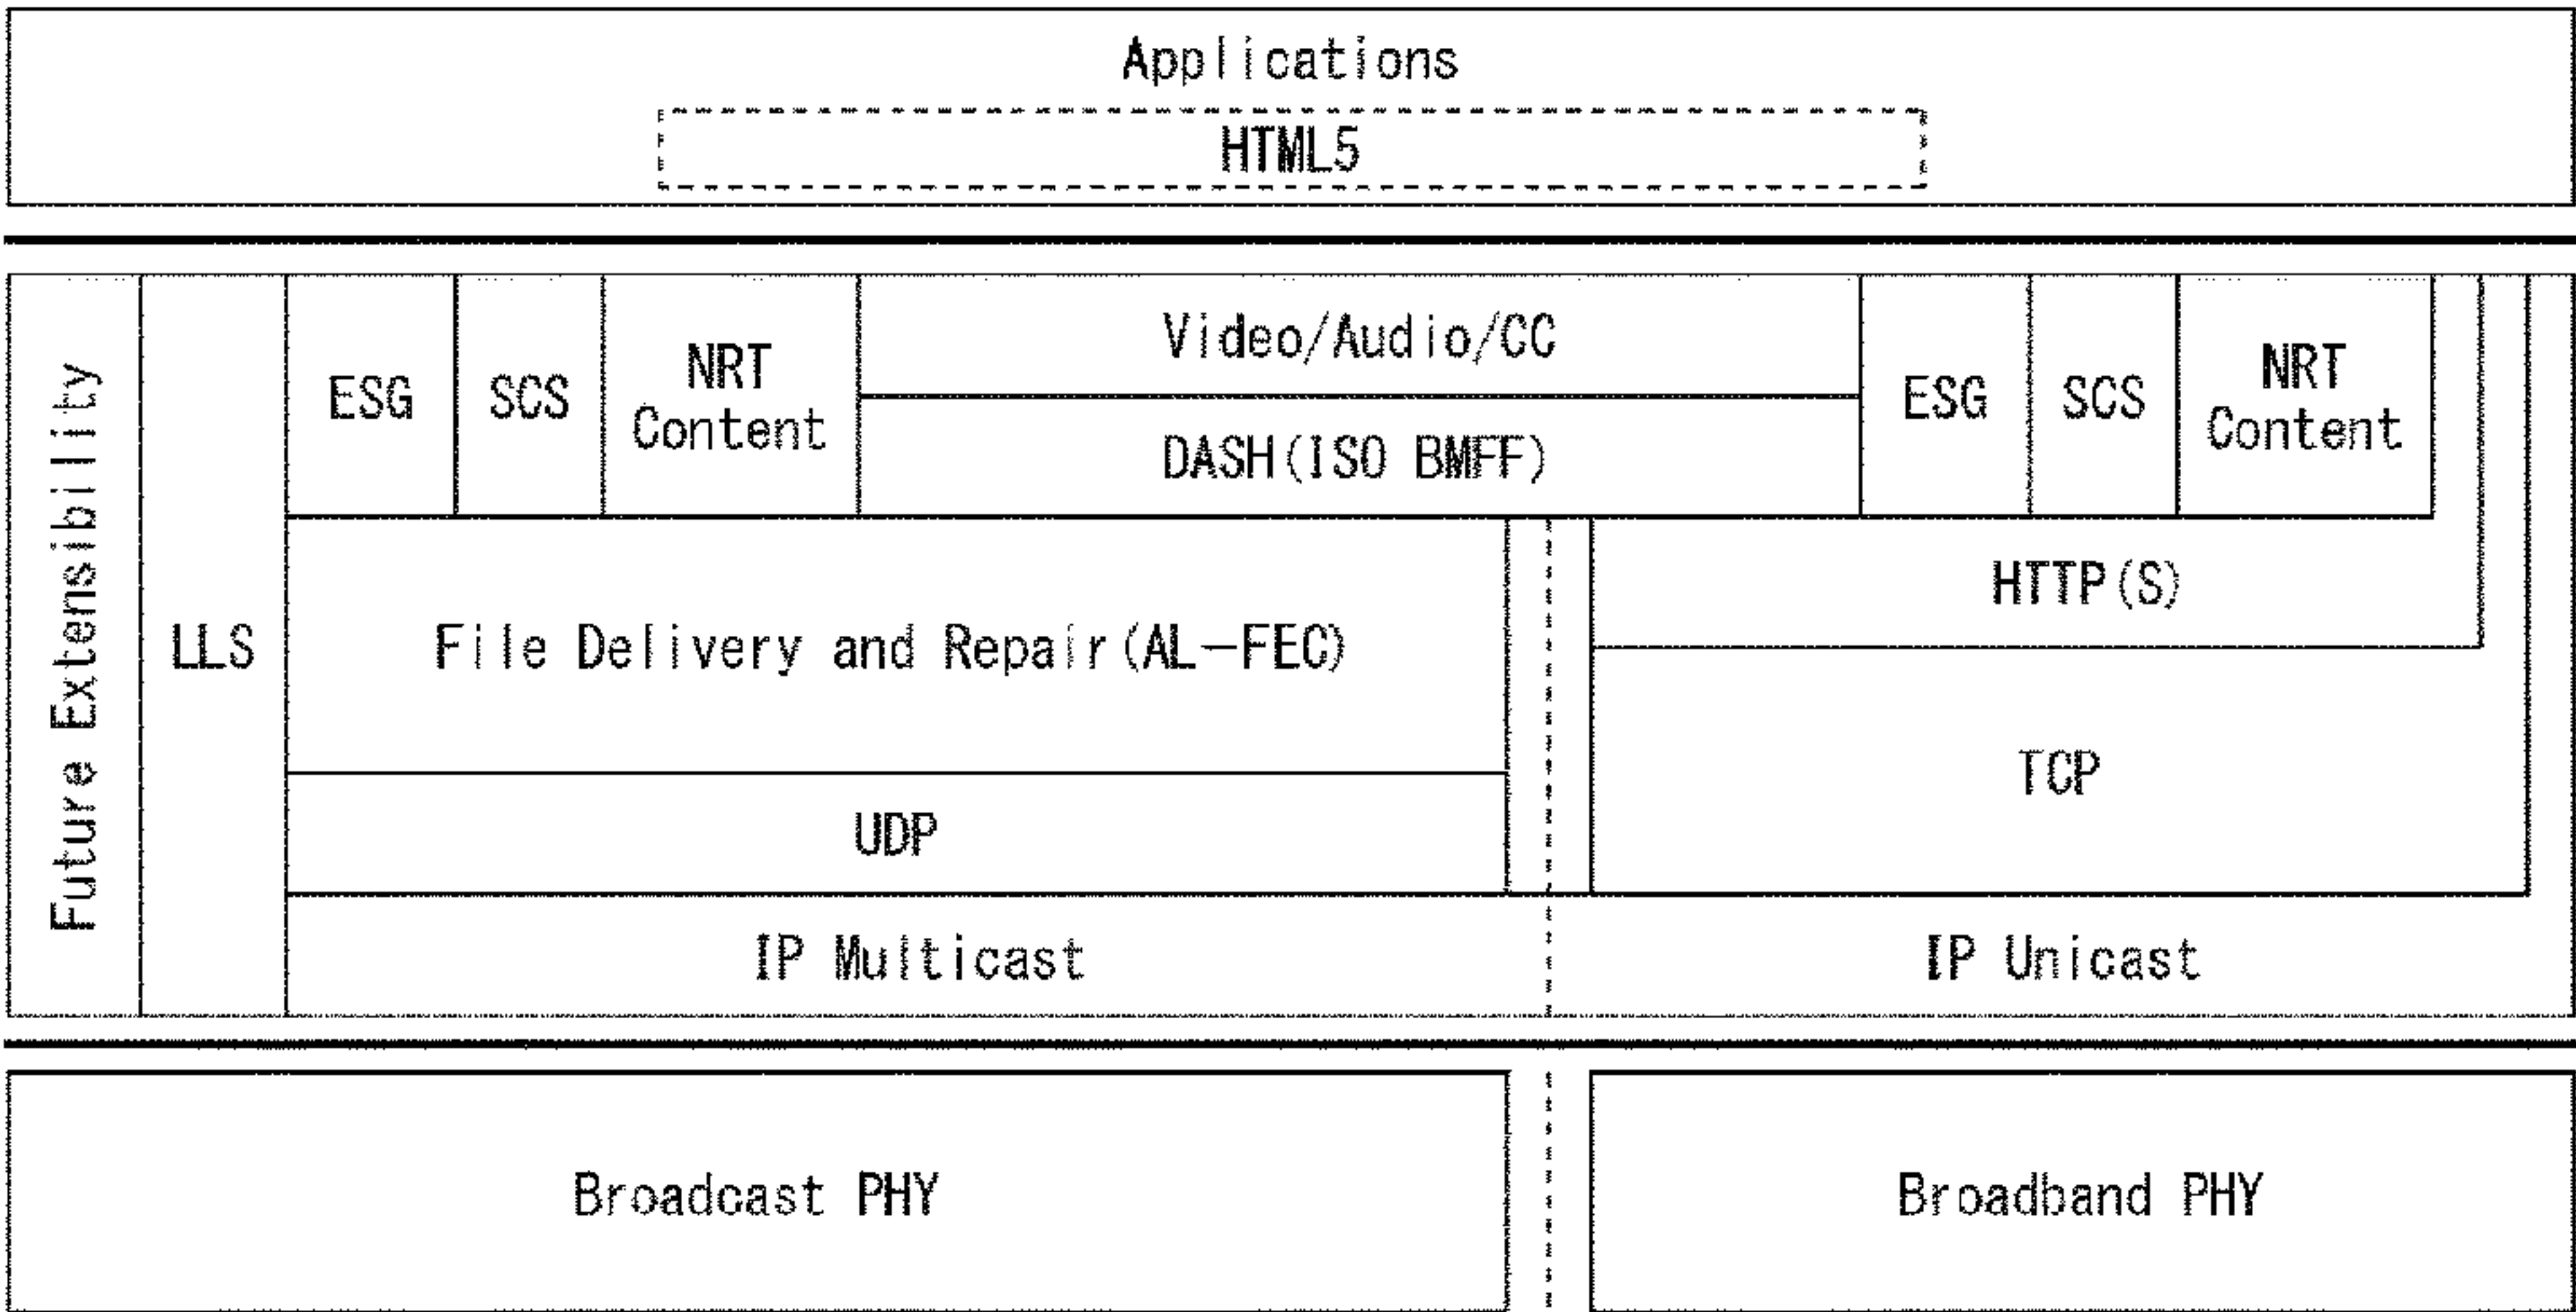 Applications
HTML5
Future Extensibility
LLS
ESG
SCS
NRT
Content
Video/Audio/CC
DASH(ISO BMFF)
ESG
SCS
NRT
Content
File Delivery and Repair(AL-FEC)
HTTP(S)
UDP
TCP
IP Multicast
IP Unicast
Broadcast PHY
Broadband PHY